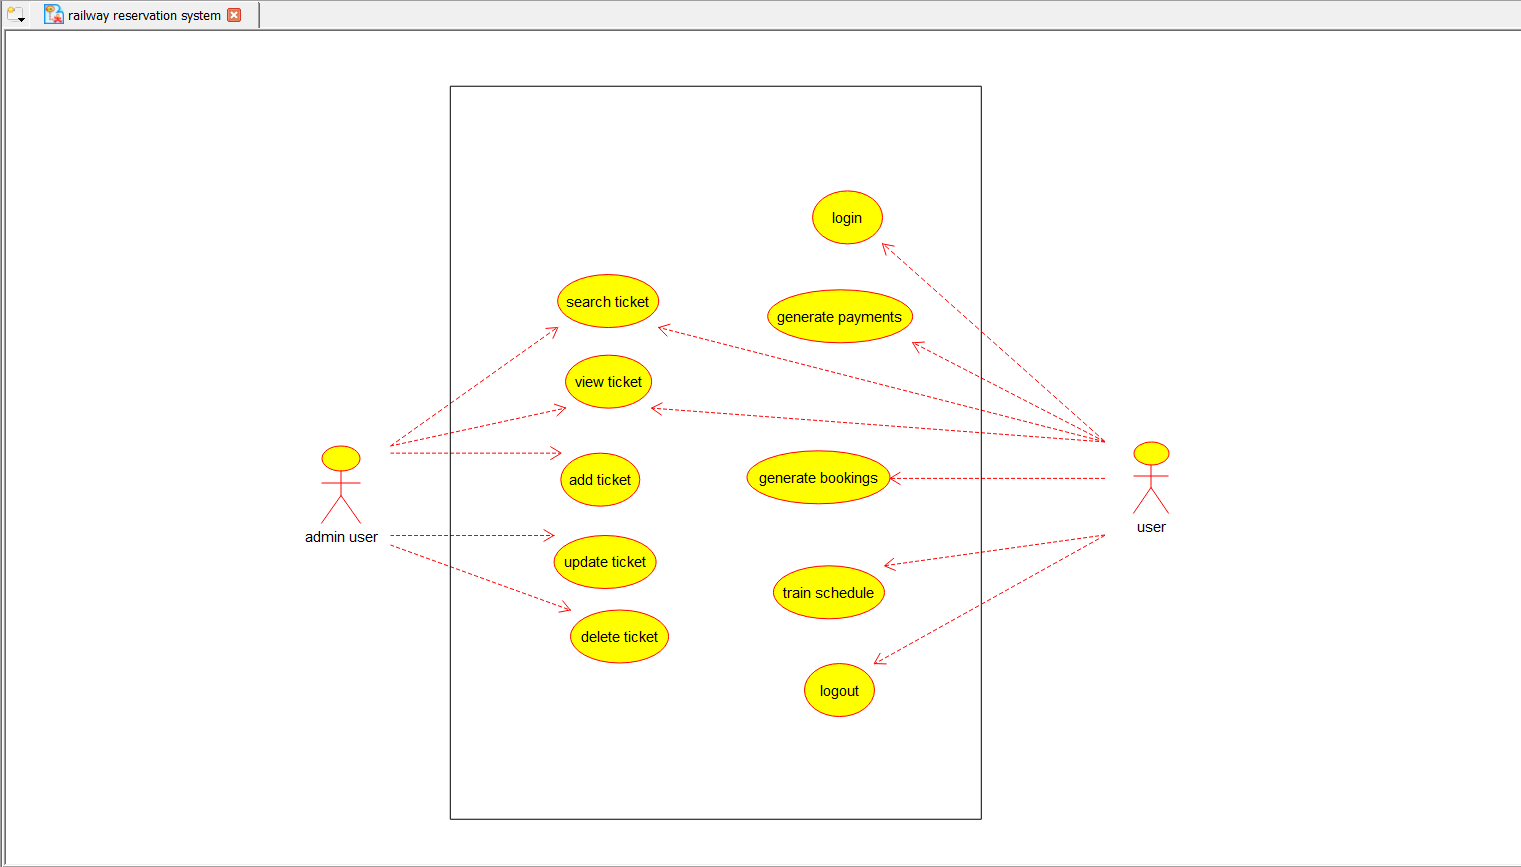 railway reservation system
login
search ticket
generate payments
view ticket
add ticket
generate bookings
admin user
user
update ticket
train schedule
delete ticket
logout